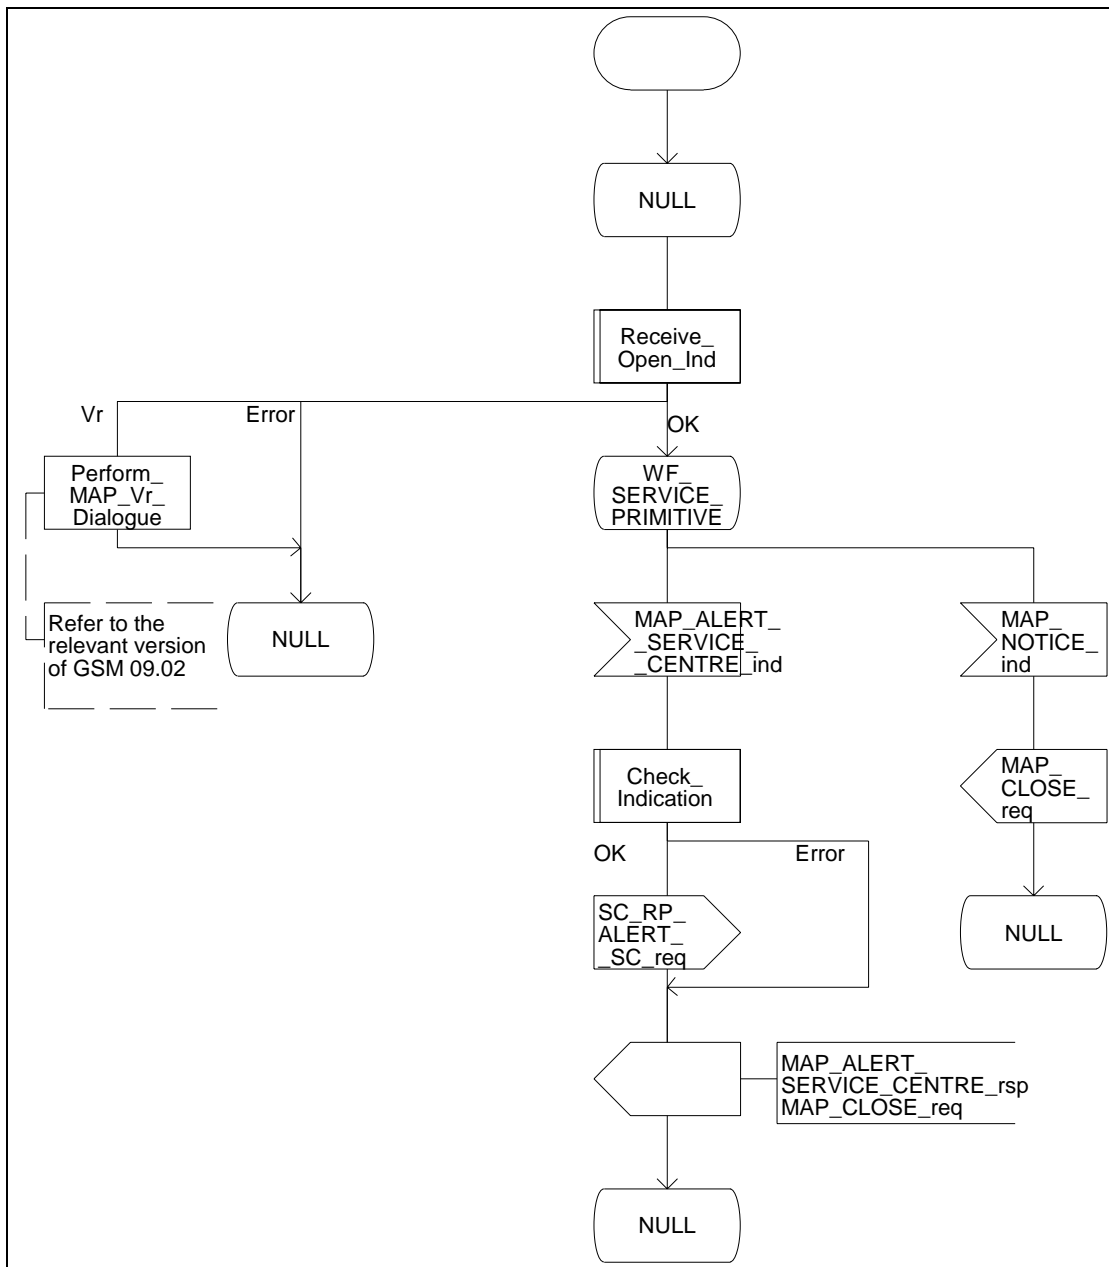 NULL
Receive_
Open_Ind
Vr
Error
OK
Perform_
MAP_Vr_
Dialogue
WF_
SERVICE_
PRIMITIVE
Refer to the
relevant version
of GSM 09.02
NULL
MAP_ALERT_
_SERVICE_
_CENTRE_ind
MAP_
NOTICE_
ind
Check_
Indication
MAP_
CLOSE_
req
OK
Error
SC_RP_
ALERT_
_SC_req
NULL
MAP_ALERT_
SERVICE_CENTRE_rsp
MAP_CLOSE_req
NULL